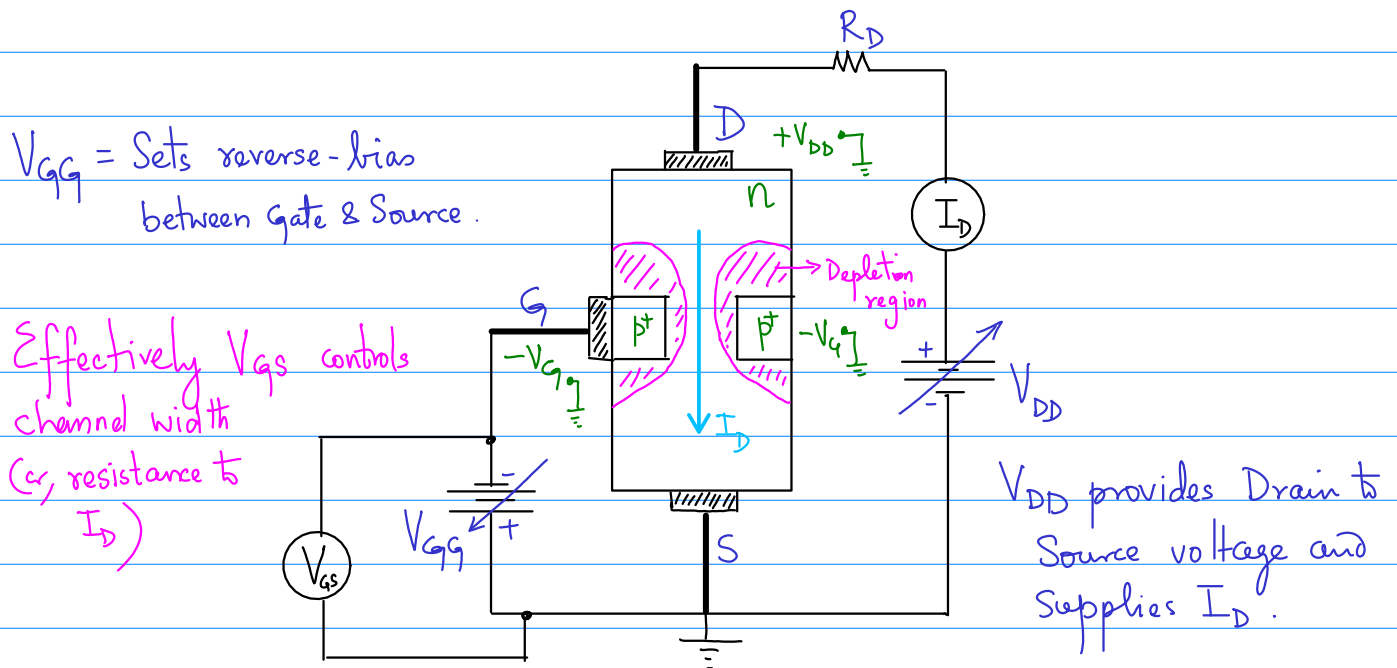 R_D
D
+V_DD
n
V_GG = Sets reverse-bias
between Gate & Source.
I_D
Depletion
region
G
p+
p+
-V_G
-V_G
Effectively V_GS controls
channel width
(or, resistance to
I_D)
+
-
V_DD
I_D
-
+
V_GG
V_GS
S
V_DD provides Drain to
Source voltage and
Supplies I_D.